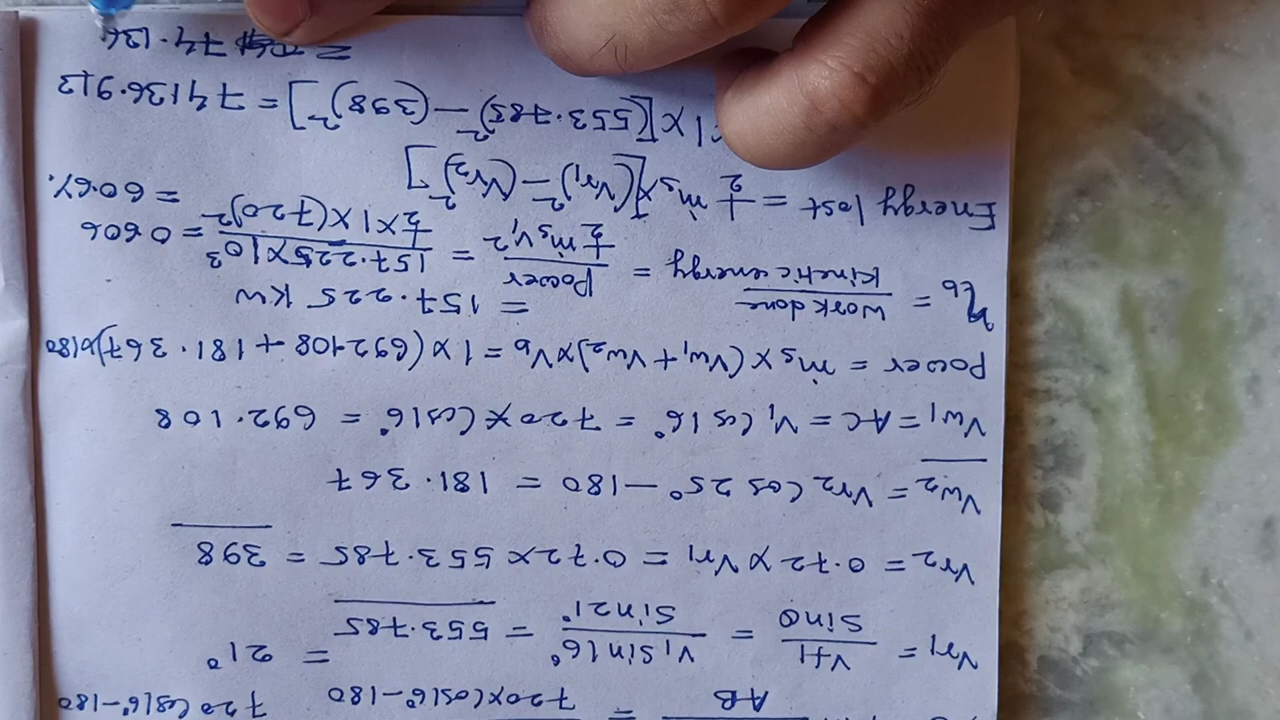 AB 720×cos16°-180 = 720 cos16°-180
Vr1 = Vf1 / sinθ = V1 sin16° / sin21° = 553.785 = 21°
Vr2 = 0.72 × Vr1 = 0.72 × 553.785 = 398
Vw2 = Vr2 cos 25° - 180 = 181.367
Vw1 = AC = V1 cos 16° = 720 × cos16° = 692.108
Power = ṁs × (Vw1 + Vw2) × Vb = 1 × (692.108 + 181.367) × 180
= 157.225 KW
ηb = work done / Kinetic energy = Power / ½ ṁs V1² = 157.225×10³ / ½×1×(720)² = 0.606
= 60.6%
Energy lost = ½ ṁs × [(Vr1)² - (Vr2)²]
1 × [(553.785)² - (398)²] = 74136.913
= 74.136